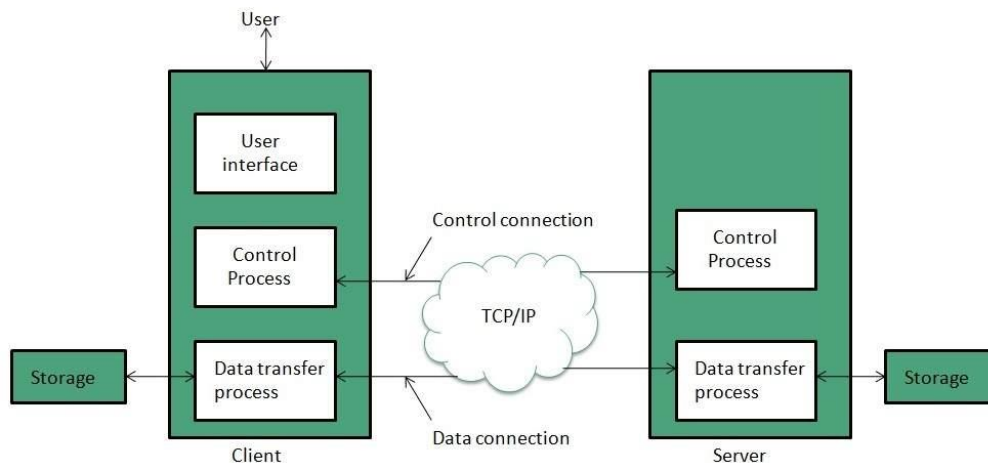 User
User
interface
Control connection
Control
Process
Control
Process
TCP/IP
Storage
Data transfer
process
Data transfer
process
Storage
Data connection
Client
Server